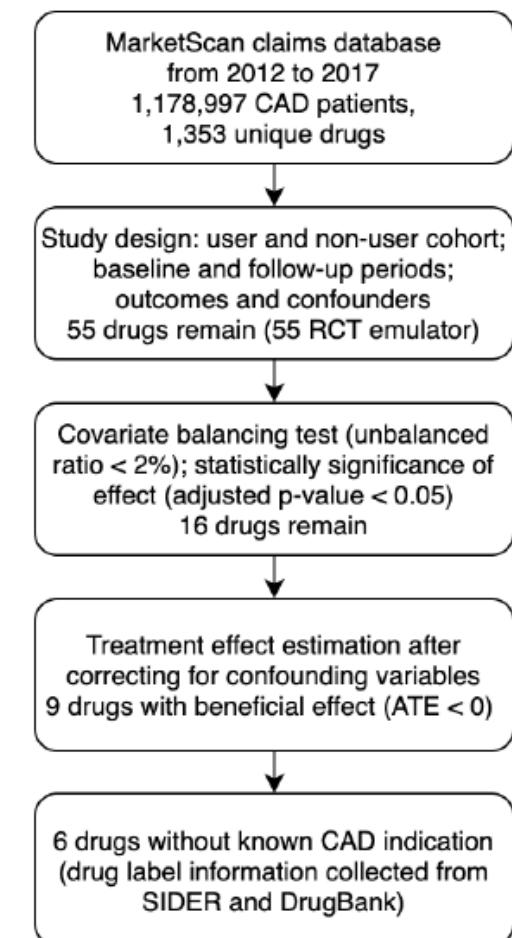 MarketScan claims database
from 2012 to 2017
1,178,997 CAD patients,
1,353 unique drugs
Study design: user and non-user cohort;
baseline and follow-up periods;
outcomes and confounders
55 drugs remain (55 RCT emulator)
Covariate balancing test (unbalanced
ratio < 2%); statistically significance of
effect (adjusted p-value < 0.05)
16 drugs remain
Treatment effect estimation after
correcting for confounding variables
9 drugs with beneficial effect (ATE < 0)
6 drugs without known CAD indication
(drug label information collected from
SIDER and DrugBank)